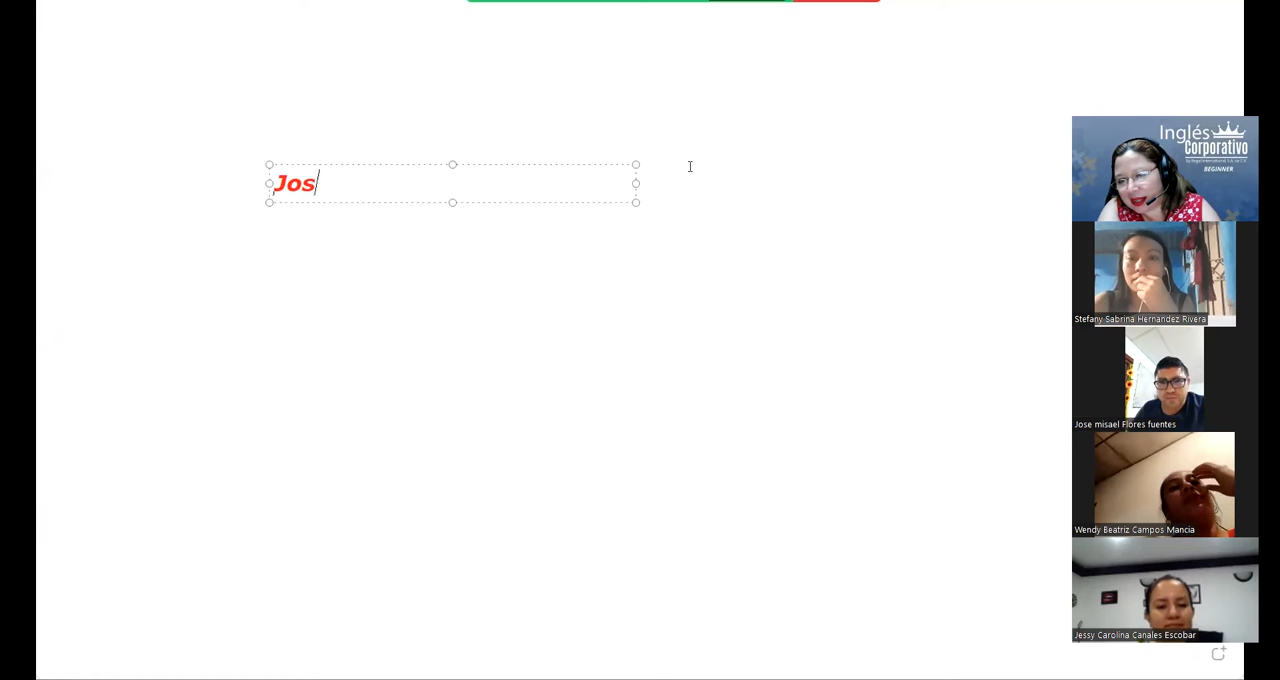 Jos
Inglés
Corporativo
BEGINNER
Stefany Sabrina Hernandez Rivera
Jose misael Flores fuentes
Wendy Beatriz Campos Mancia
Jessy Carolina Canales Escobar